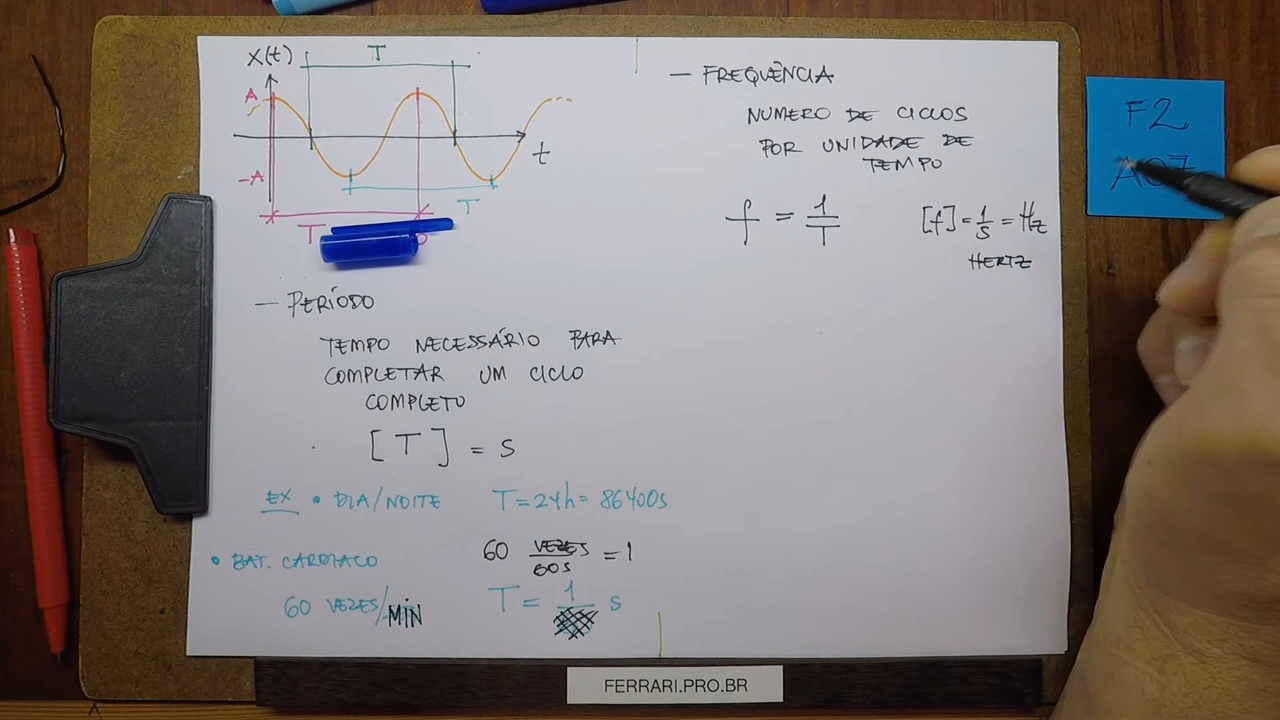 X(t)
T
A
t
-A
T
T
- PERÍODO
TEMPO NECESSÁRIO PARA
COMPLETAR UM CICLO
COMPLETO
[T] = s
EX • DIA/NOITE T=24h=86400s
• BAT. CARDÍACO 60 VEZES/60s = 1
60 VEZES/MIN T = 1 s
- FREQUÊNCIA
NUMERO DE CICLOS
POR UNIDADE DE
TEMPO
f = 1/T [f]=1/s=Hz
HERTZ
F2
A07
FERRARI.PRO.BR